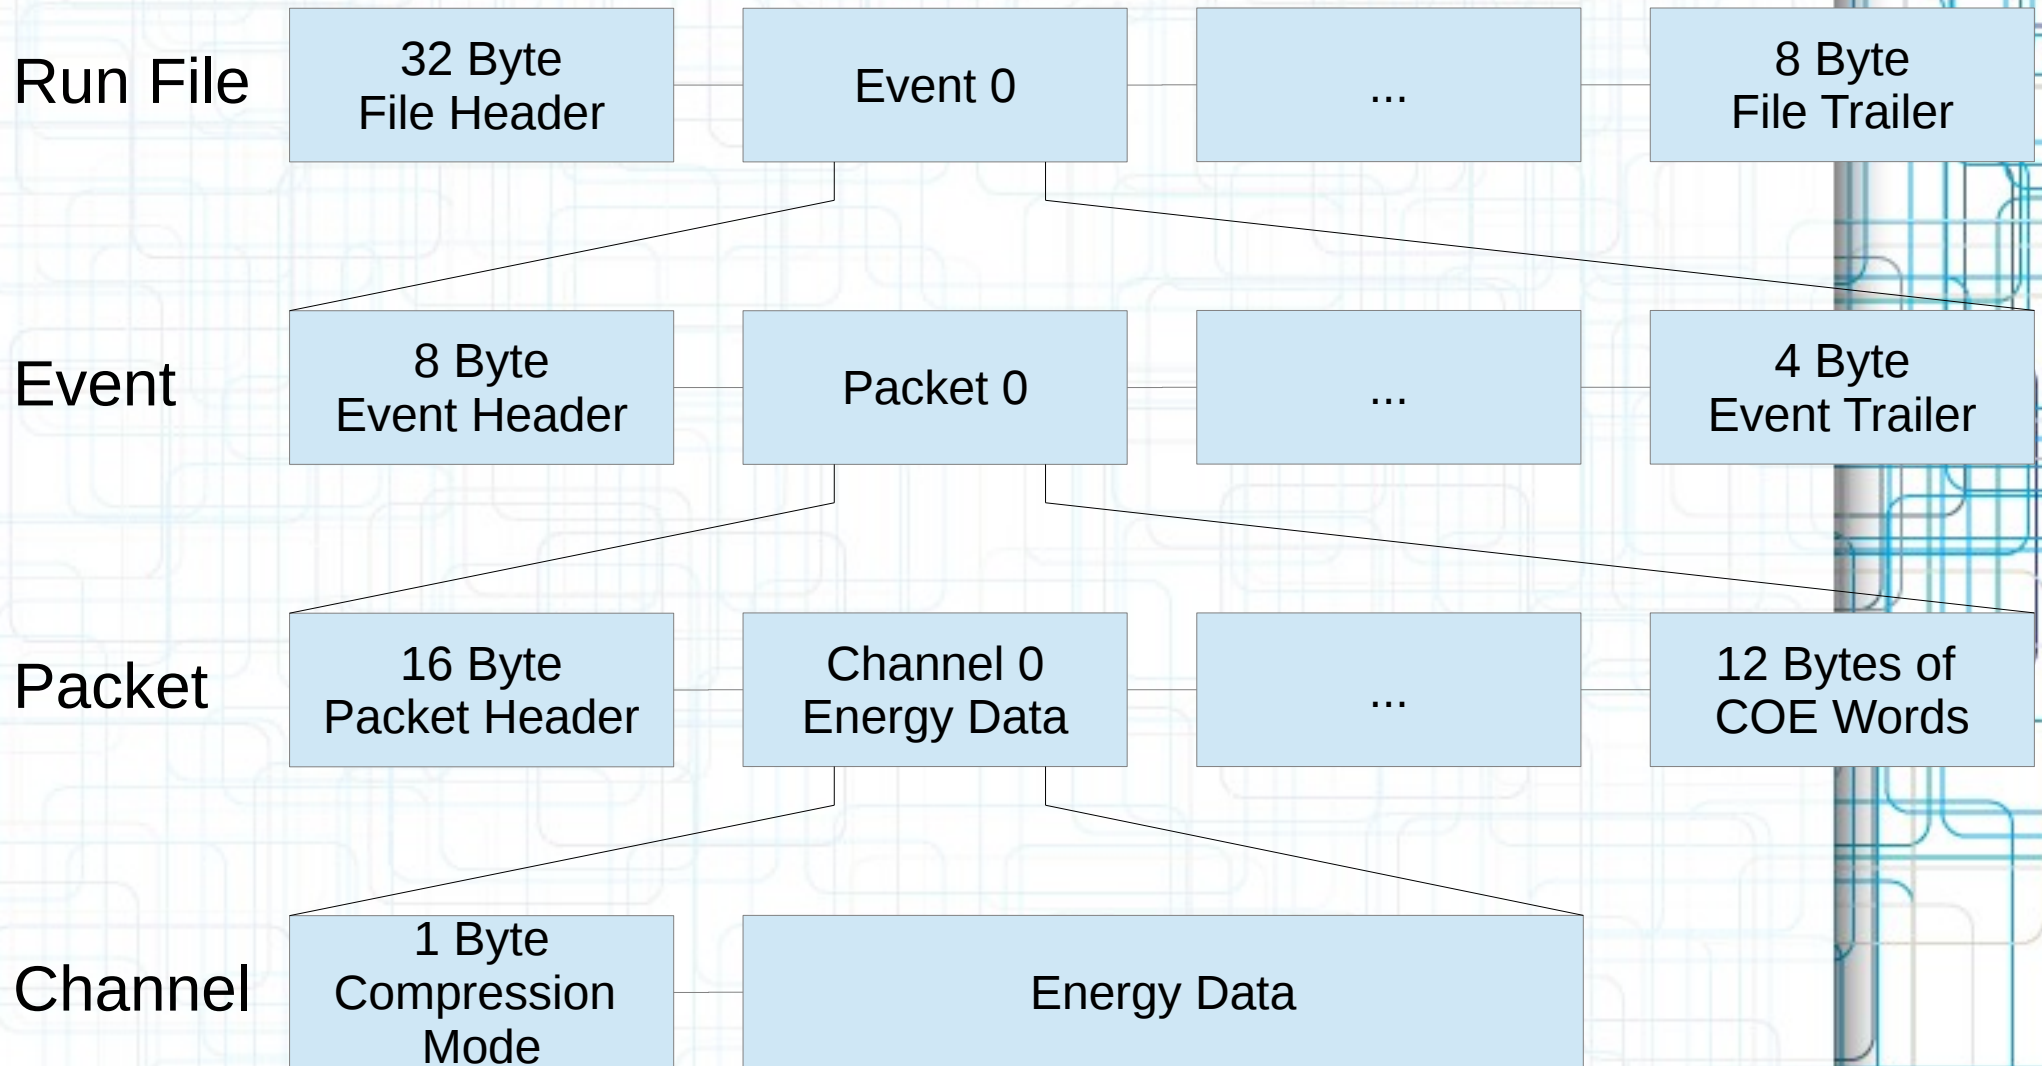 Run File
32 Byte
File Header
Event 0
...
8 Byte
File Trailer
Event
8 Byte
Event Header
Packet 0
...
4 Byte
Event Trailer
Packet
16 Byte
Packet Header
Channel 0
Energy Data
...
12 Bytes of
COE Words
Channel
1 Byte
Compression
Mode
Energy Data